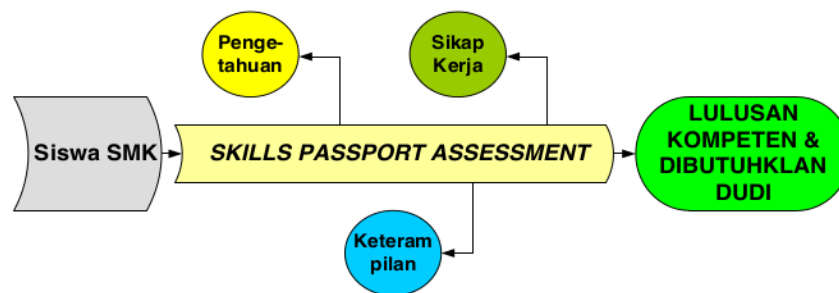 Penge-
tahuan
Sikap
Kerja
Siswa SMK
SKILLS PASSPORT ASSESSMENT
LULUSAN
KOMPETEN &
DIBUTUHKLAN
DUDI
Keteram
pilan